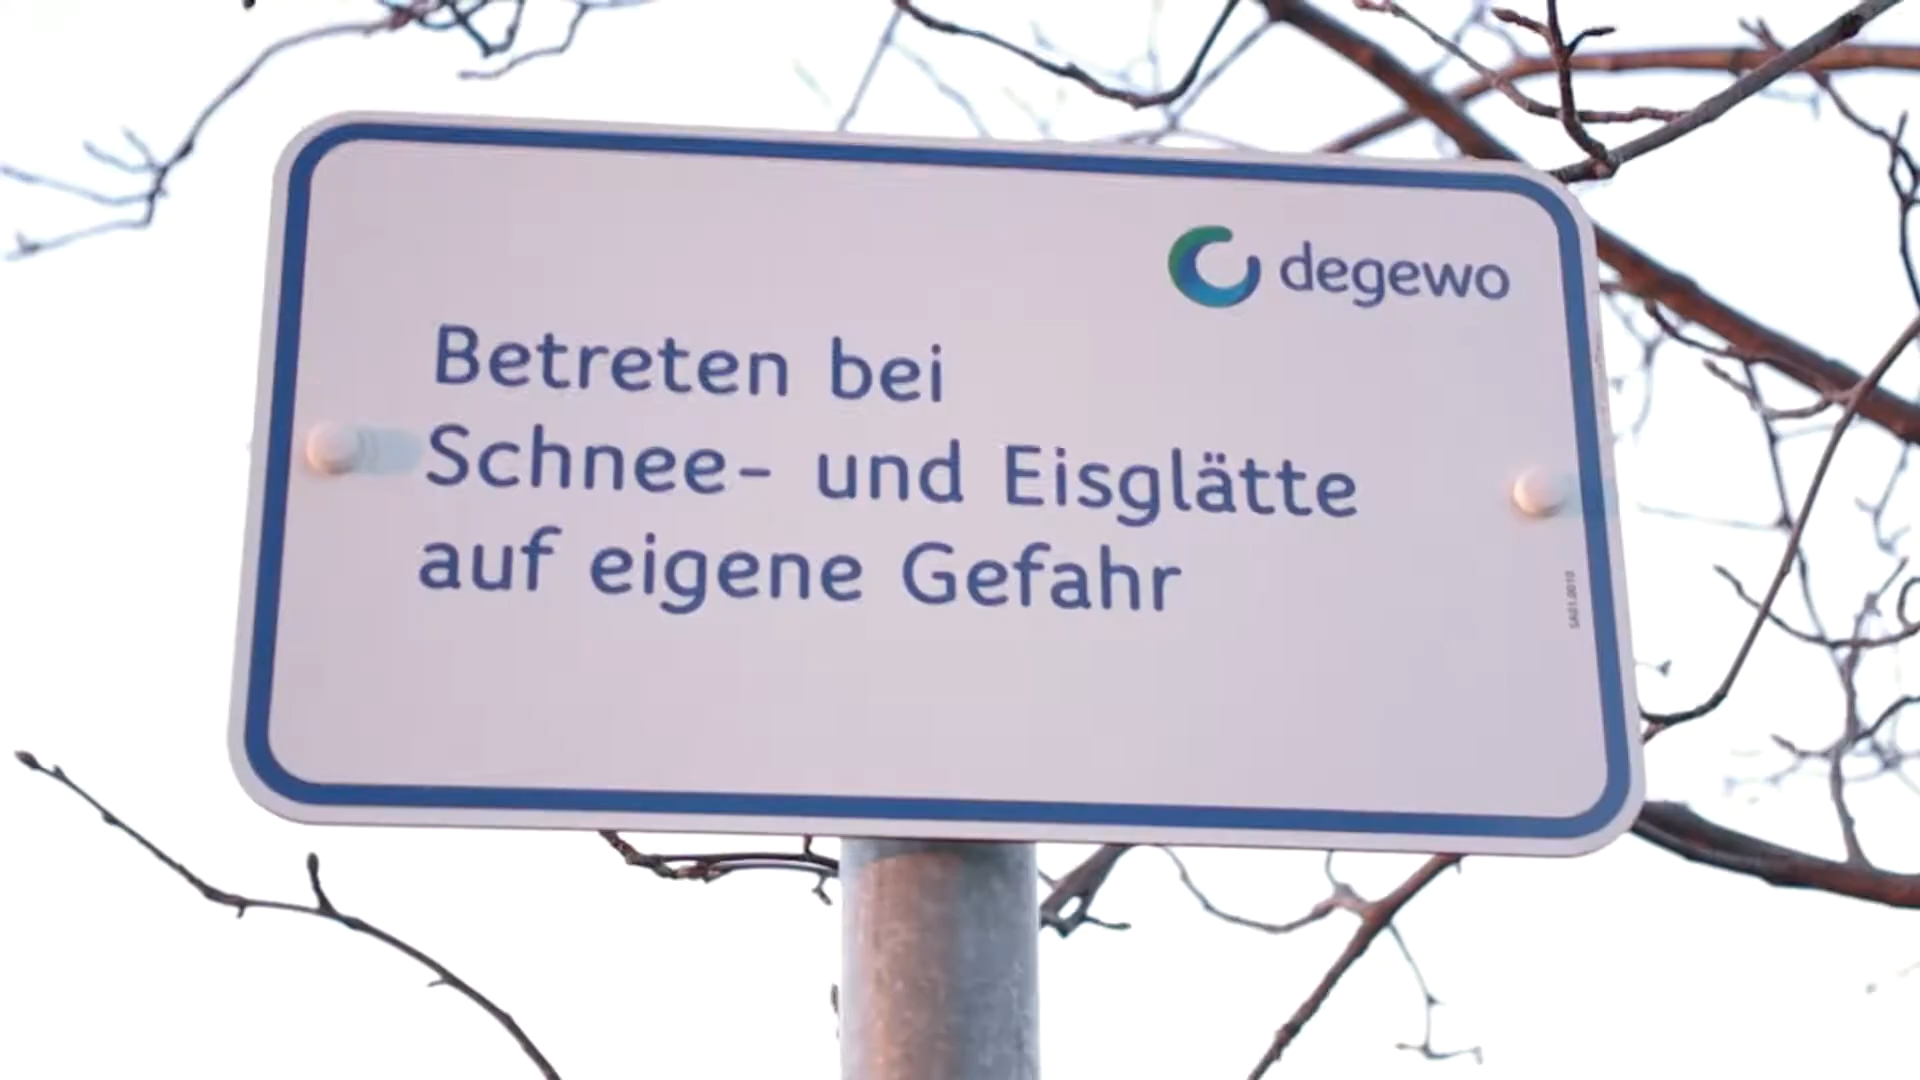 degewo
Betreten bei
Schnee- und Eisglätte
auf eigene Gefahr